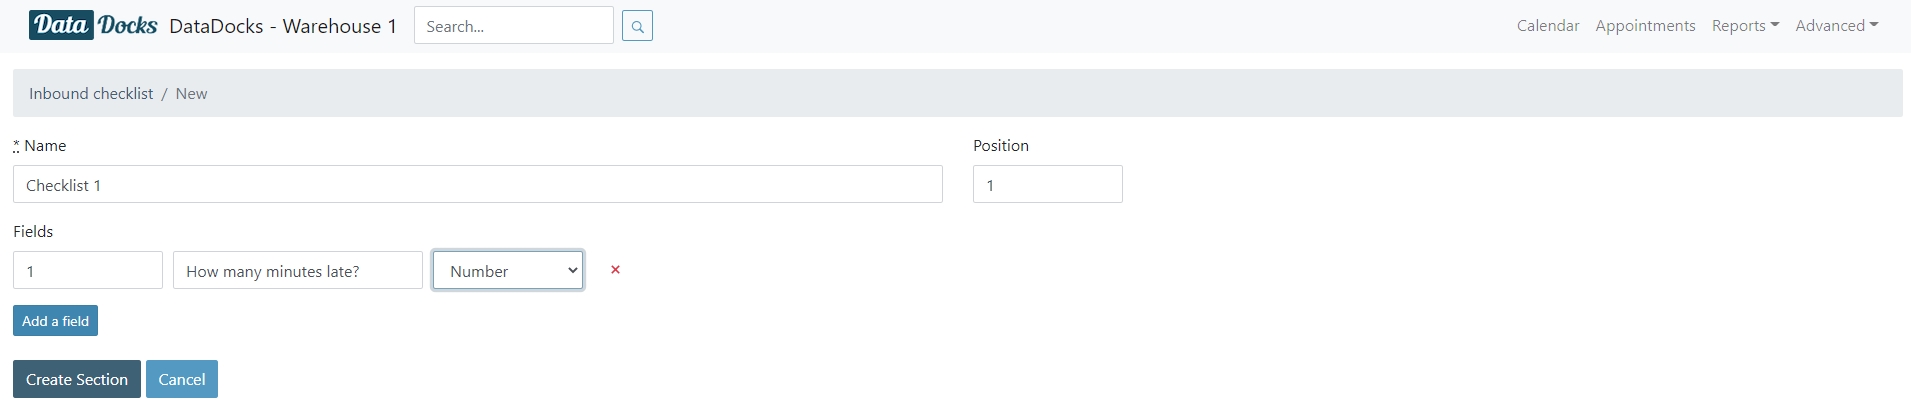 Data Docks DataDocks - Warehouse 1 Search... Calendar Appointments Reports Advanced
Inbound checklist / New
* Name Position
Checklist 1 1
Fields
1 How many minutes late? Number ×
Add a field
Create Section Cancel